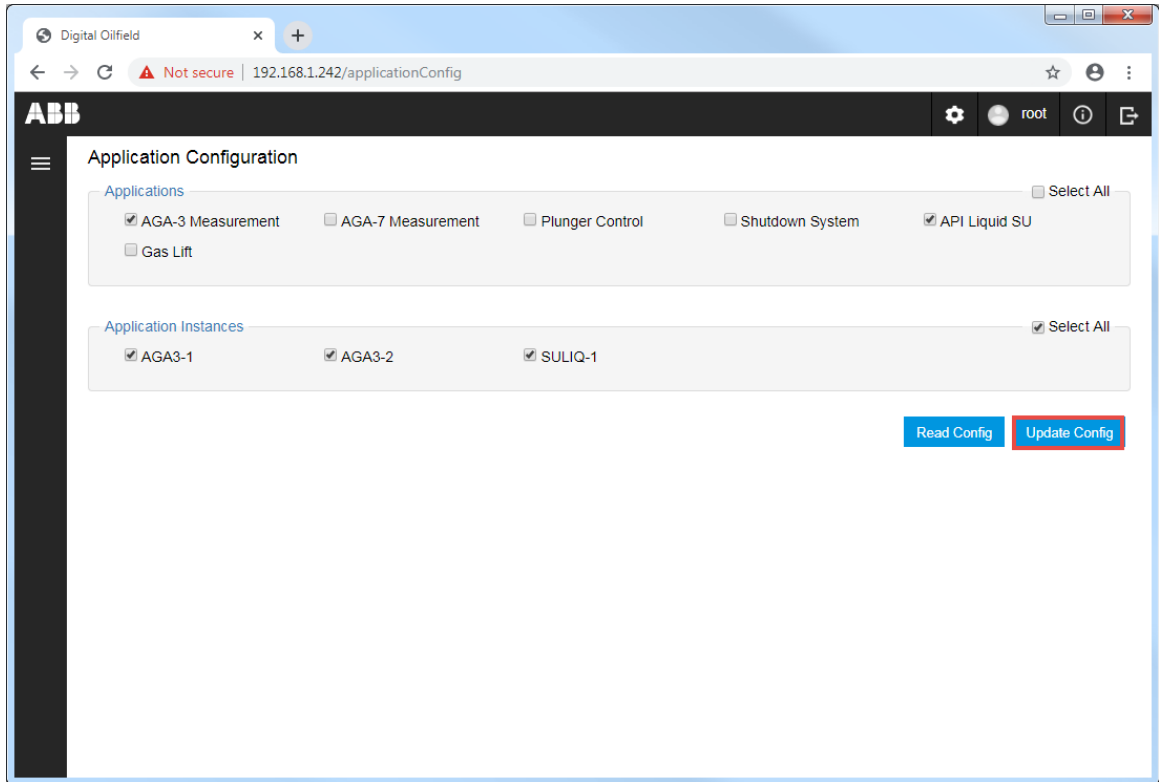 Digital Oilfield
Not secure | 192.168.1.242/applicationConfig
ABB
root
Application Configuration
Applications
Select All
AGA-3 Measurement AGA-7 Measurement Plunger Control Shutdown System API Liquid SU
Gas Lift
Application Instances
Select All
AGA3-1 AGA3-2 SULIQ-1
Read Config Update Config